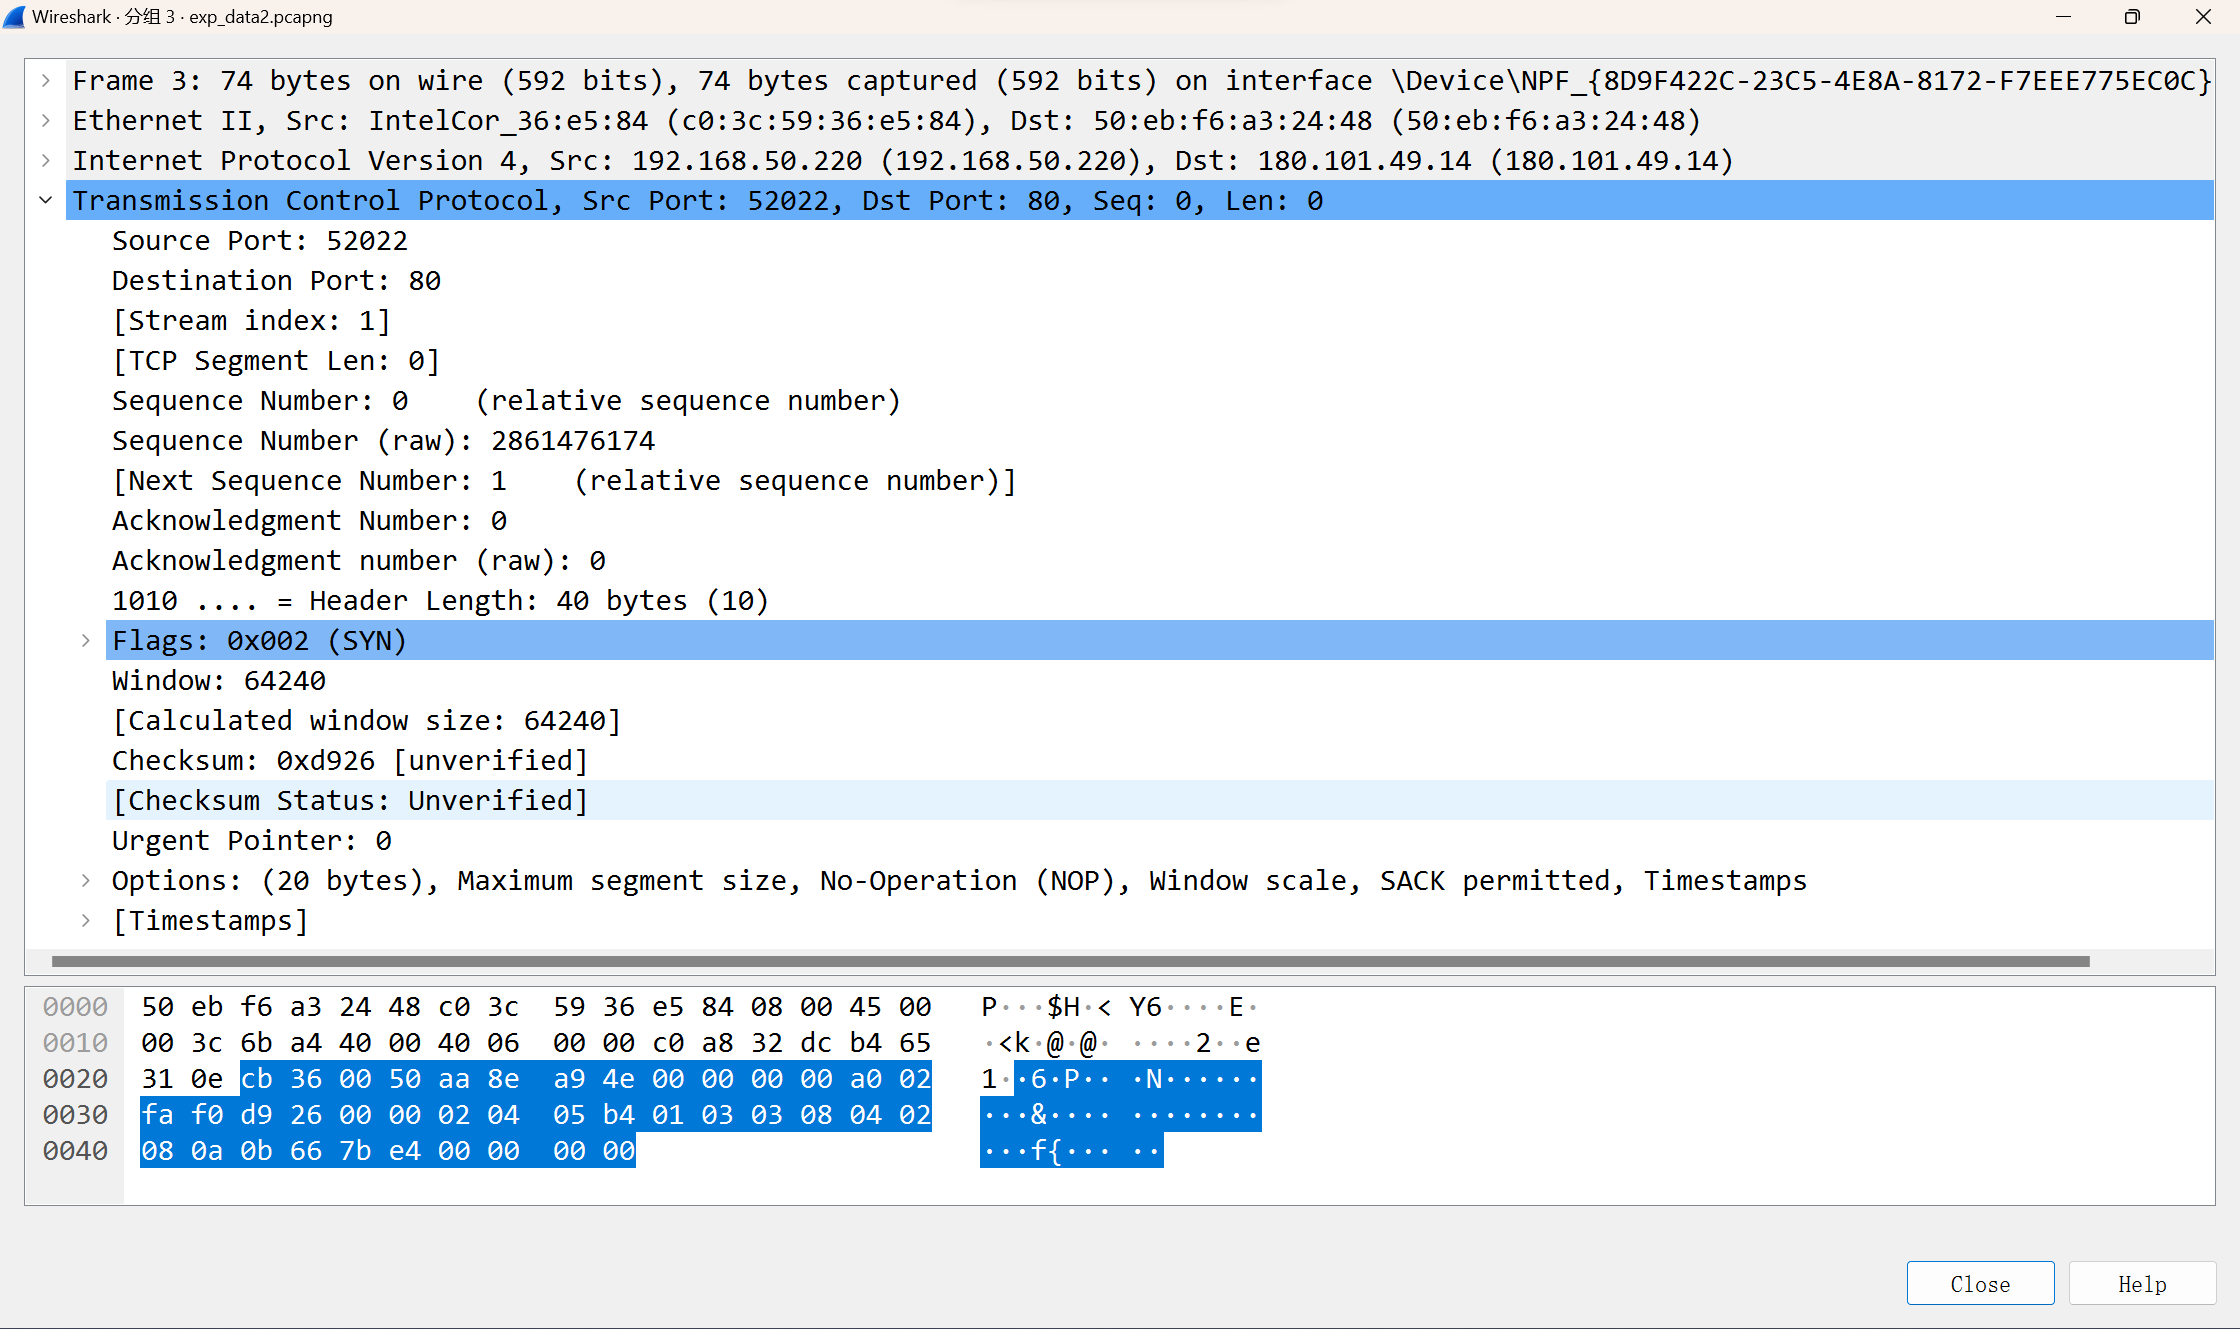 Wireshark · 分组 3 · exp_data2.pcapng
Frame 3: 74 bytes on wire (592 bits), 74 bytes captured (592 bits) on interface \Device\NPF_{8D9F422C-23C5-4E8A-8172-F7EEE775EC0C}
Ethernet II, Src: IntelCor_36:e5:84 (c0:3c:59:36:e5:84), Dst: 50:eb:f6:a3:24:48 (50:eb:f6:a3:24:48)
Internet Protocol Version 4, Src: 192.168.50.220 (192.168.50.220), Dst: 180.101.49.14 (180.101.49.14)
Transmission Control Protocol, Src Port: 52022, Dst Port: 80, Seq: 0, Len: 0
Source Port: 52022
Destination Port: 80
[Stream index: 1]
[TCP Segment Len: 0]
Sequence Number: 0    (relative sequence number)
Sequence Number (raw): 2861476174
[Next Sequence Number: 1    (relative sequence number)]
Acknowledgment Number: 0
Acknowledgment number (raw): 0
1010 .... = Header Length: 40 bytes (10)
Flags: 0x002 (SYN)
Window: 64240
[Calculated window size: 64240]
Checksum: 0xd926 [unverified]
[Checksum Status: Unverified]
Urgent Pointer: 0
Options: (20 bytes), Maximum segment size, No-Operation (NOP), Window scale, SACK permitted, Timestamps
[Timestamps]
0000  50 eb f6 a3 24 48 c0 3c  59 36 e5 84 08 00 45 00   P···$H·< Y6····E·
0010  00 3c 6b a4 40 00 40 06  00 00 c0 a8 32 dc b4 65   ·<k·@·@· ····2··e
0020  31 0e cb 36 00 50 aa 8e  a9 4e 00 00 00 00 a0 02   1··6·P·· ·N······
0030  fa f0 d9 26 00 00 02 04  05 b4 01 03 03 08 04 02   ···&···· ········
0040  08 0a 0b 66 7b e4 00 00  00 00   ···f{··· ··
Close Help